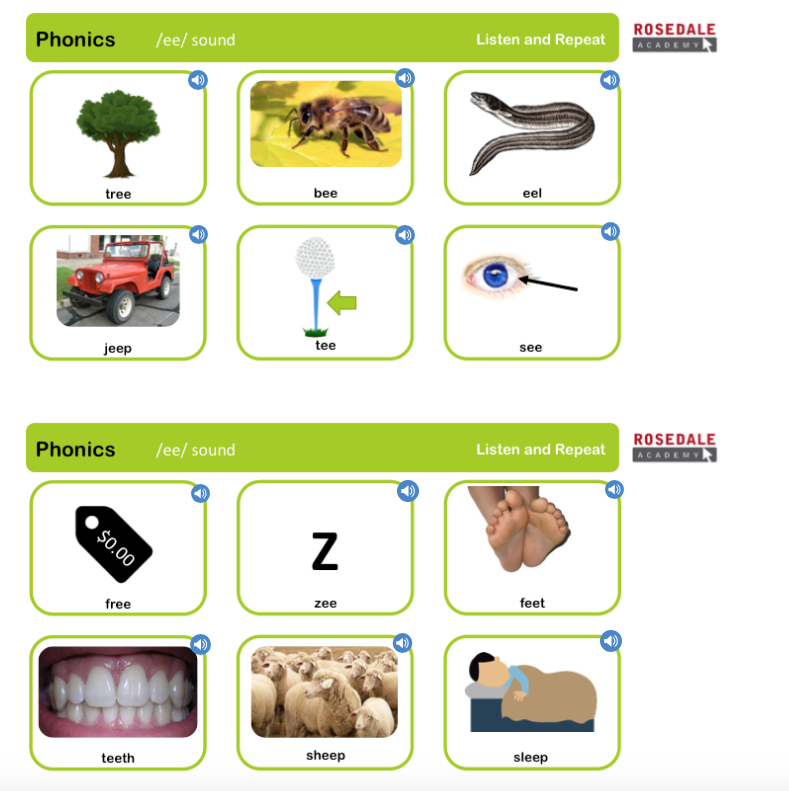 Phonics /ee/ sound Listen and Repeat
ROSEDALE
ACADEMY
tree bee eel
jeep tee see
Phonics /ee/ sound Listen and Repeat
ROSEDALE
ACADEMY
$0.00
Z
free zee feet
teeth sheep sleep